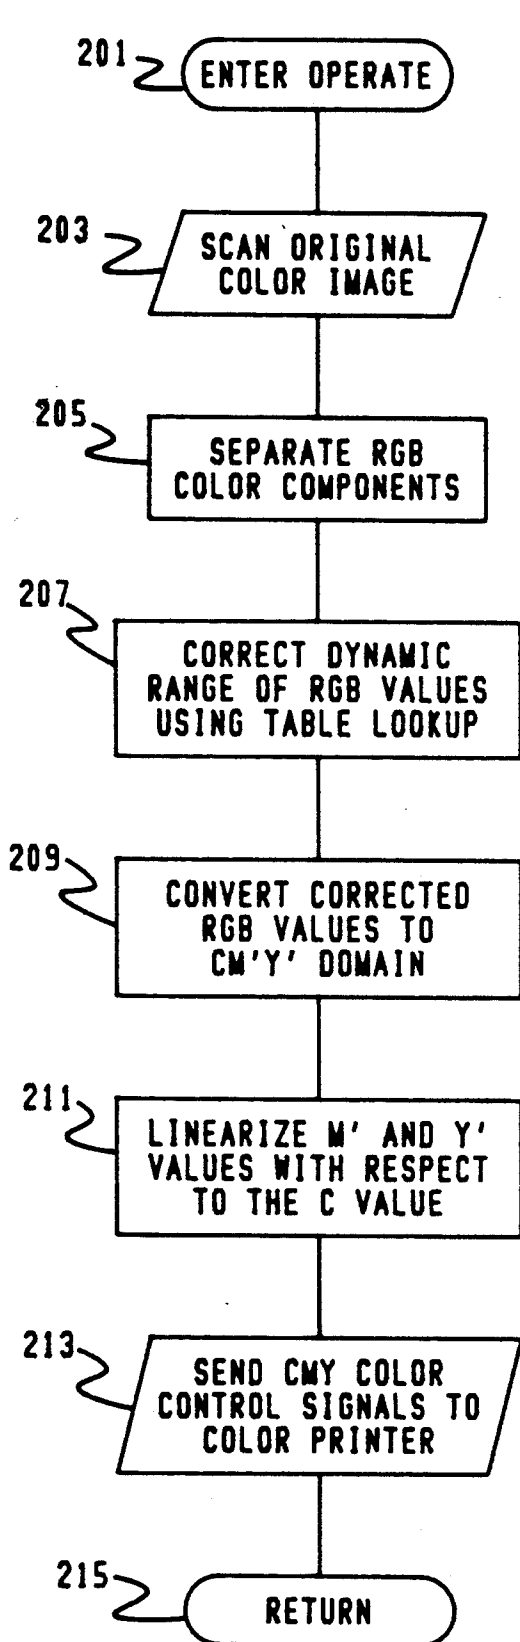 201
ENTER OPERATE
203
SCAN ORIGINAL
COLOR IMAGE
205
SEPARATE RGB
COLOR COMPONENTS
207
CORRECT DYNAMIC
RANGE OF RGB VALUES
USING TABLE LOOKUP
209
CONVERT CORRECTED
RGB VALUES TO
CM'Y' DOMAIN
211
LINEARIZE M' AND Y'
VALUES WITH RESPECT
TO THE C VALUE
213
SEND CMY COLOR
CONTROL SIGNALS TO
COLOR PRINTER
215
RETURN